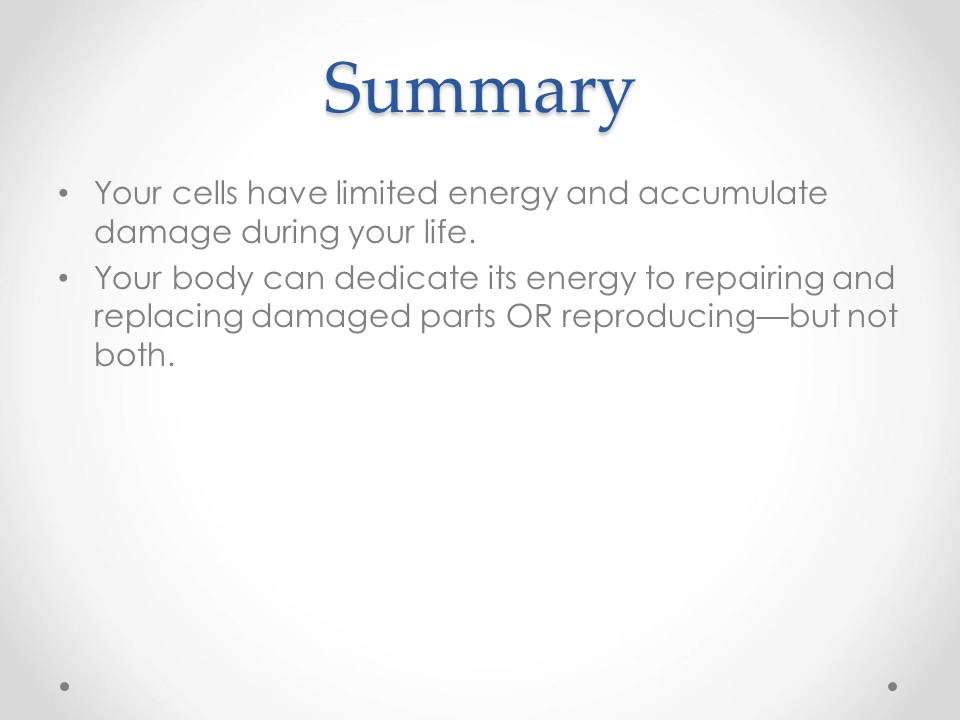 Summary
• Your cells have limited energy and accumulate
damage during your life.
• Your body can dedicate its energy to repairing and
replacing damaged parts OR reproducing—but not
both.